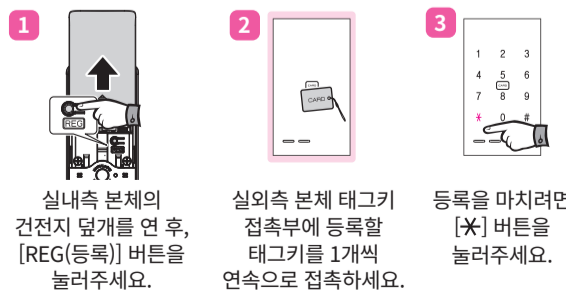 1
REG
실내측 본체의
건전지 덮개를 연 후,
[REG(등록)] 버튼을
눌러주세요.
2
CARD
CARD
실외측 본체 태그키
접촉부에 등록할
태그키를 1개씩
연속으로 접촉하세요.
3
1 2 3
4 5 6
CARD
7 8 9
* 0 #
등록을 마치려면
[*] 버튼을
눌러주세요.